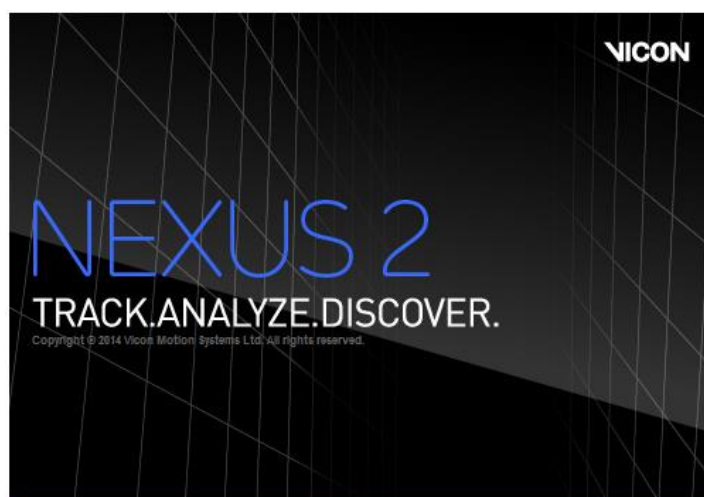 VICON
NEXUS 2
TRACK.ANALYZE.DISCOVER.
Copyright © 2014 Vicon Motion Systems Ltd. All rights reserved.